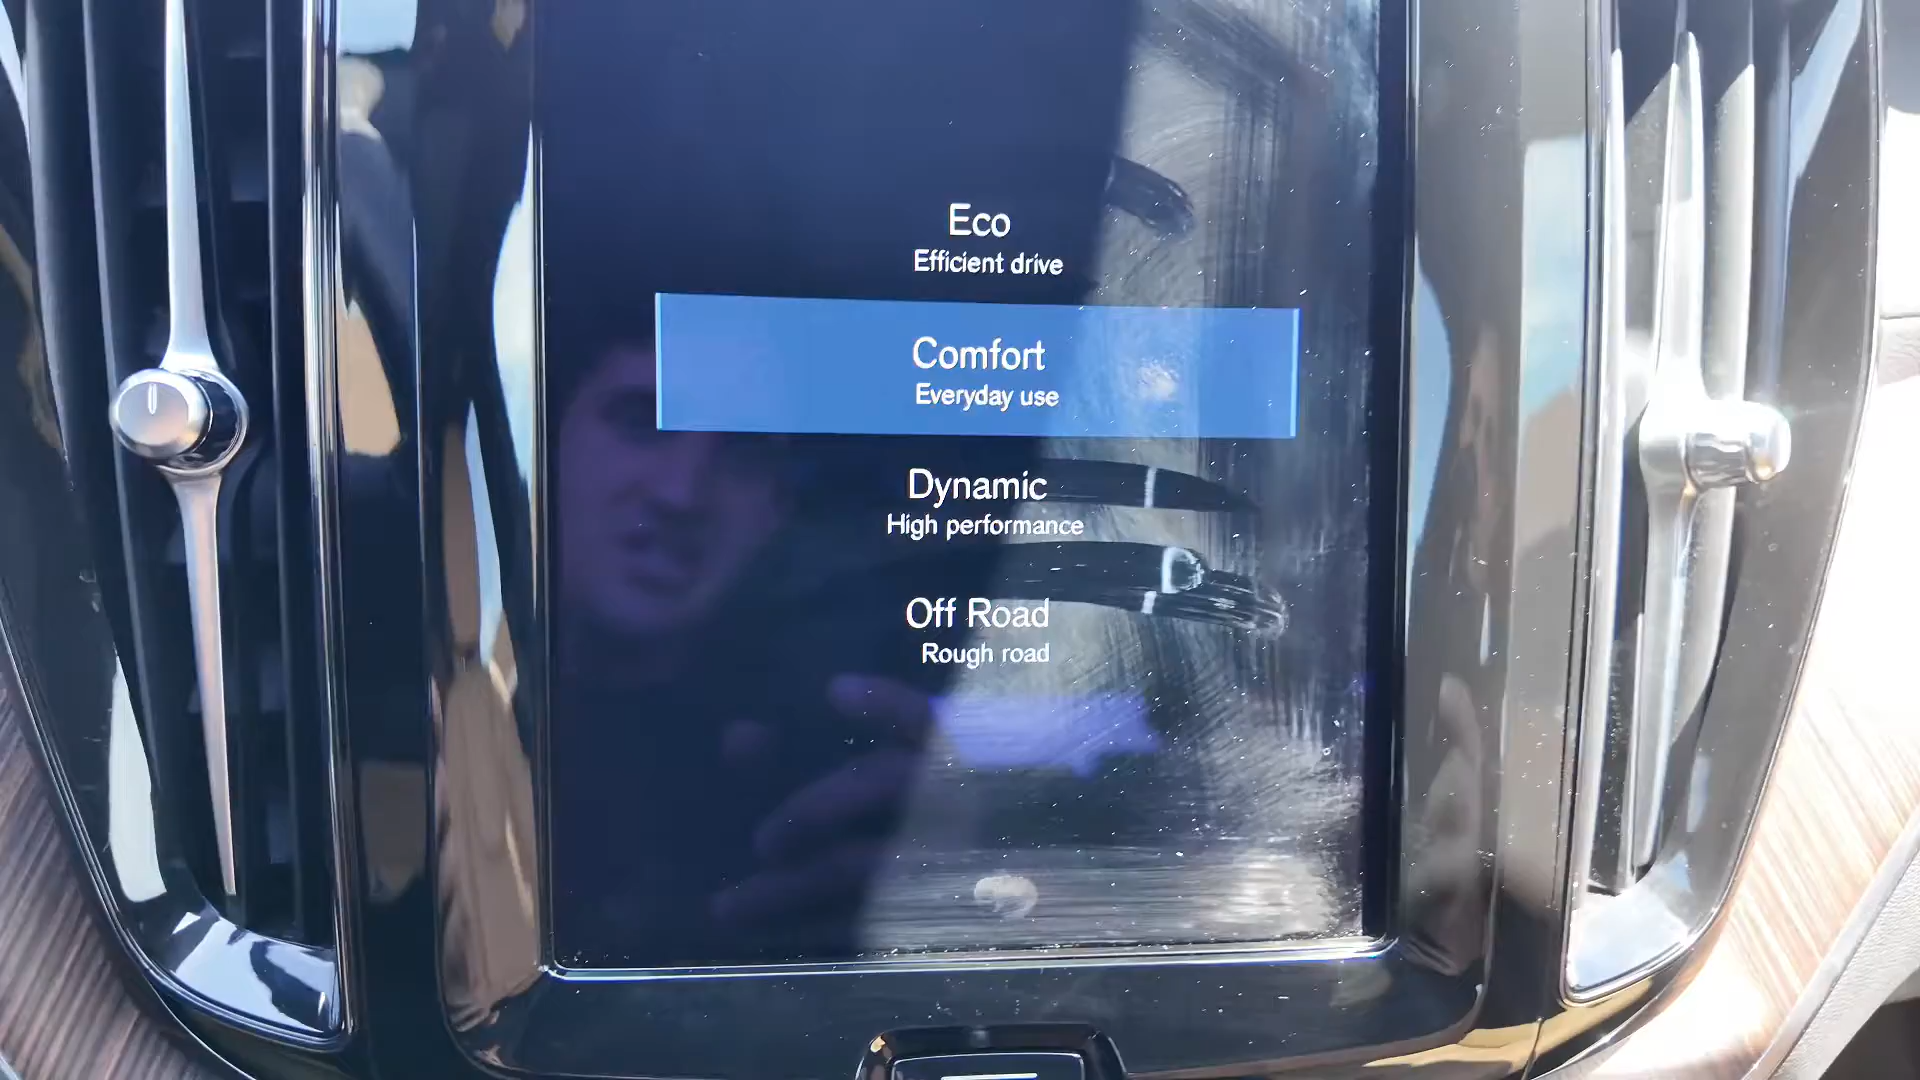 Eco
Efficient drive
Comfort
Everyday use
Dynamic
High performance
Off Road
Rough road